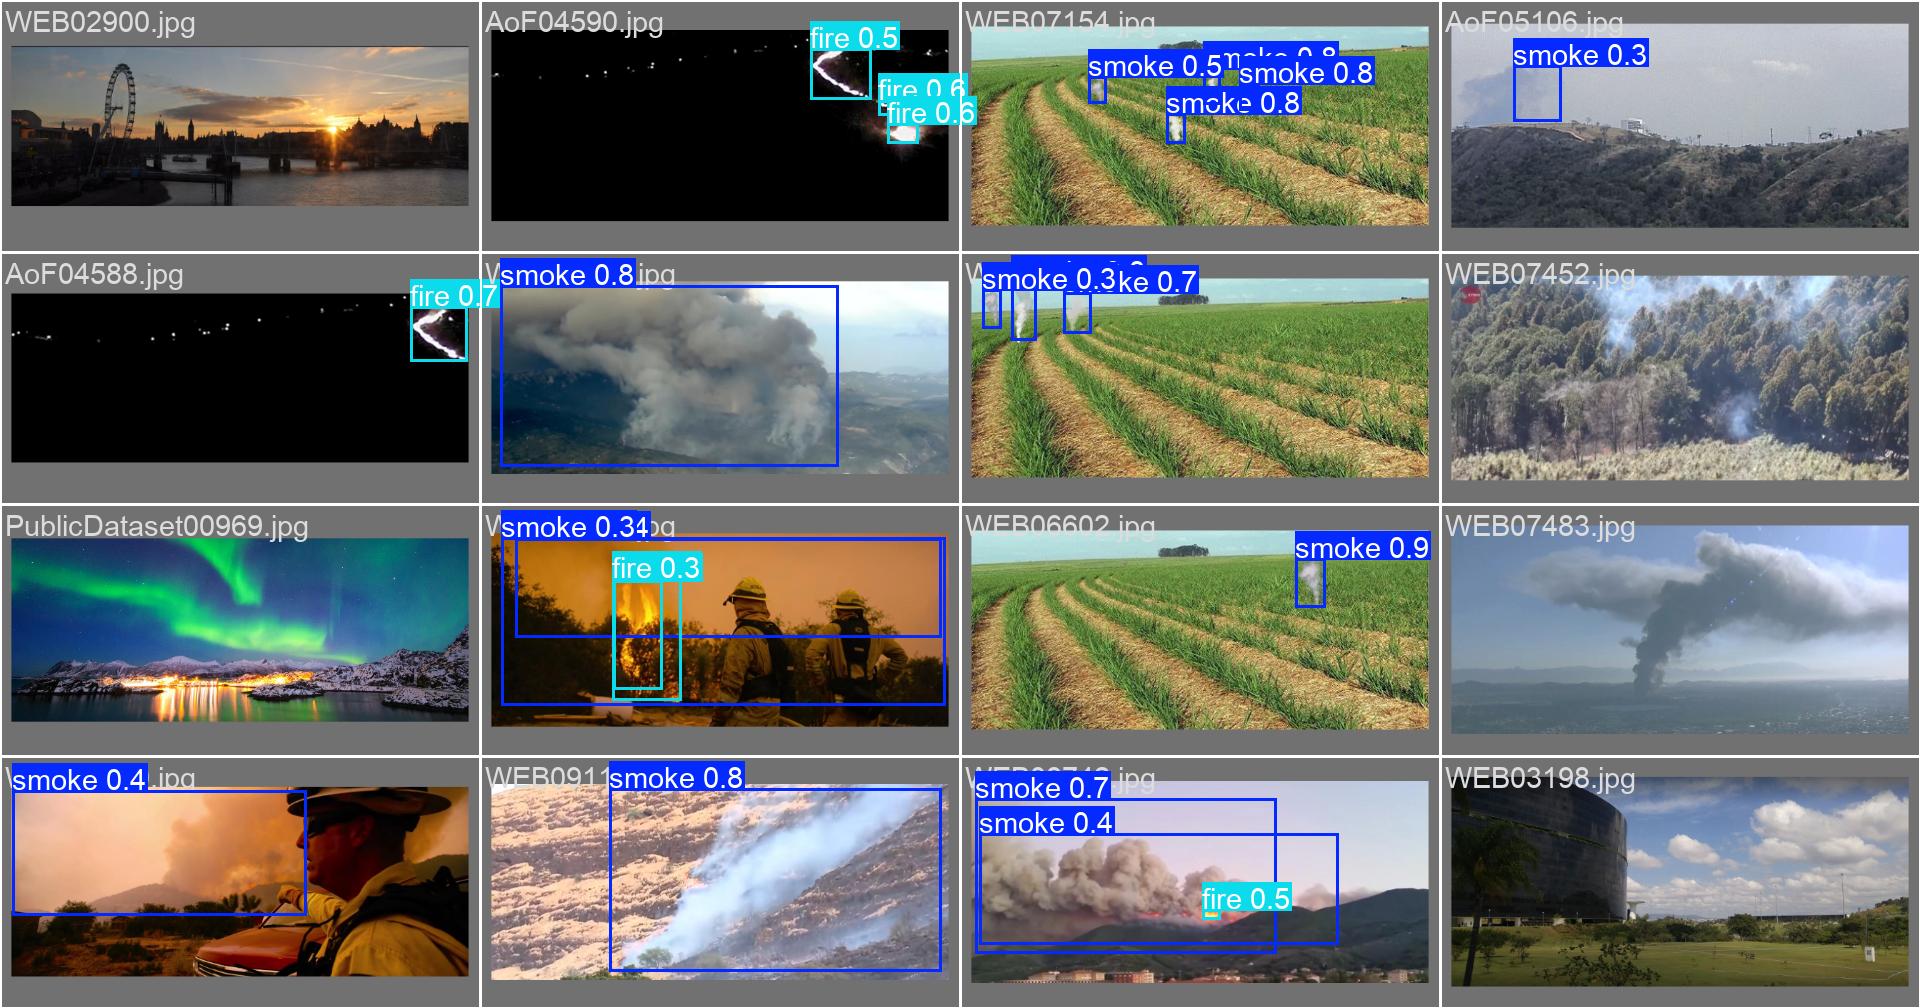 WEB02900.jpg
AoF04590.jpg
fire 0.5
fire 0.6
fire 0.6
WEB07154.jpg
smoke 0.5
smoke 0.8
smoke 0.8
AoF05106.jpg
smoke 0.3
AoF04588.jpg
fire 0.7
smoke 0.8
jpg
smoke 0.3
ke 0.7
WEB07452.jpg
PublicDataset00969.jpg
smoke 0.34
fire 0.3
WEB06602.jpg
smoke 0.9
WEB07483.jpg
smoke 0.4
.jpg
WEB0911
smoke 0.8
.jpg
smoke 0.7
smoke 0.4
fire 0.5
WEB03198.jpg